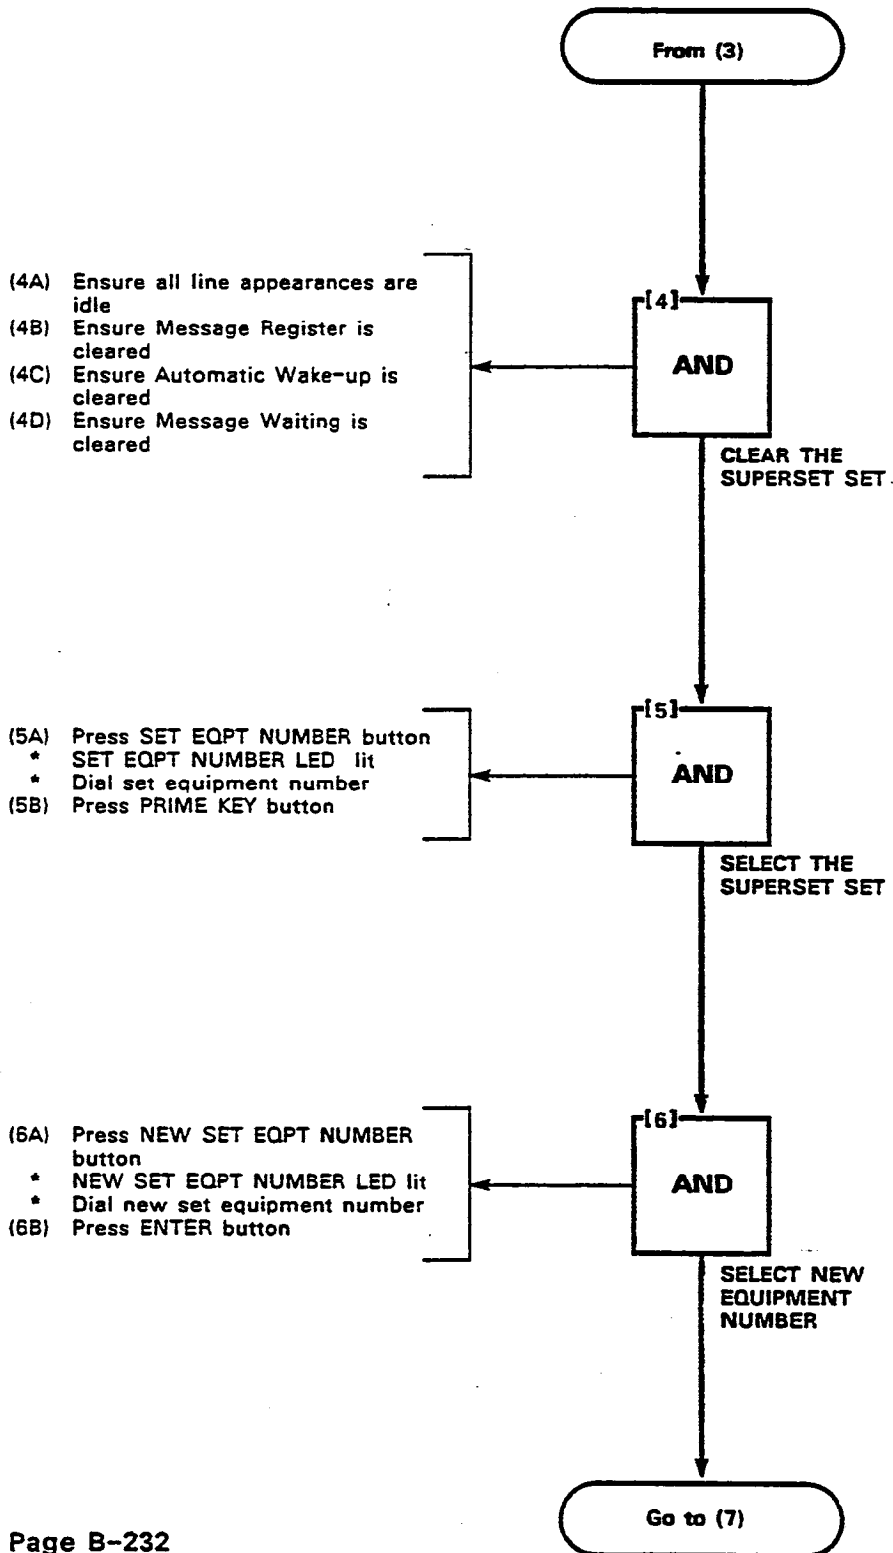 From (3)
(4A) Ensure all line appearances are
idle
(4B) Ensure Message Register is
cleared
(4C) Ensure Automatic Wake-up is
cleared
(4D) Ensure Message Waiting is
cleared
[4]
AND
CLEAR THE
SUPERSET SET
(5A) Press SET EQPT NUMBER button
* SET EQPT NUMBER LED lit
* Dial set equipment number
(5B) Press PRIME KEY button
[5]
AND
SELECT THE
SUPERSET SET
(6A) Press NEW SET EQPT NUMBER
button
* NEW SET EQPT NUMBER LED lit
* Dial new set equipment number
(6B) Press ENTER button
[6]
AND
SELECT NEW
EQUIPMENT
NUMBER
Go to (7)
Page B-232